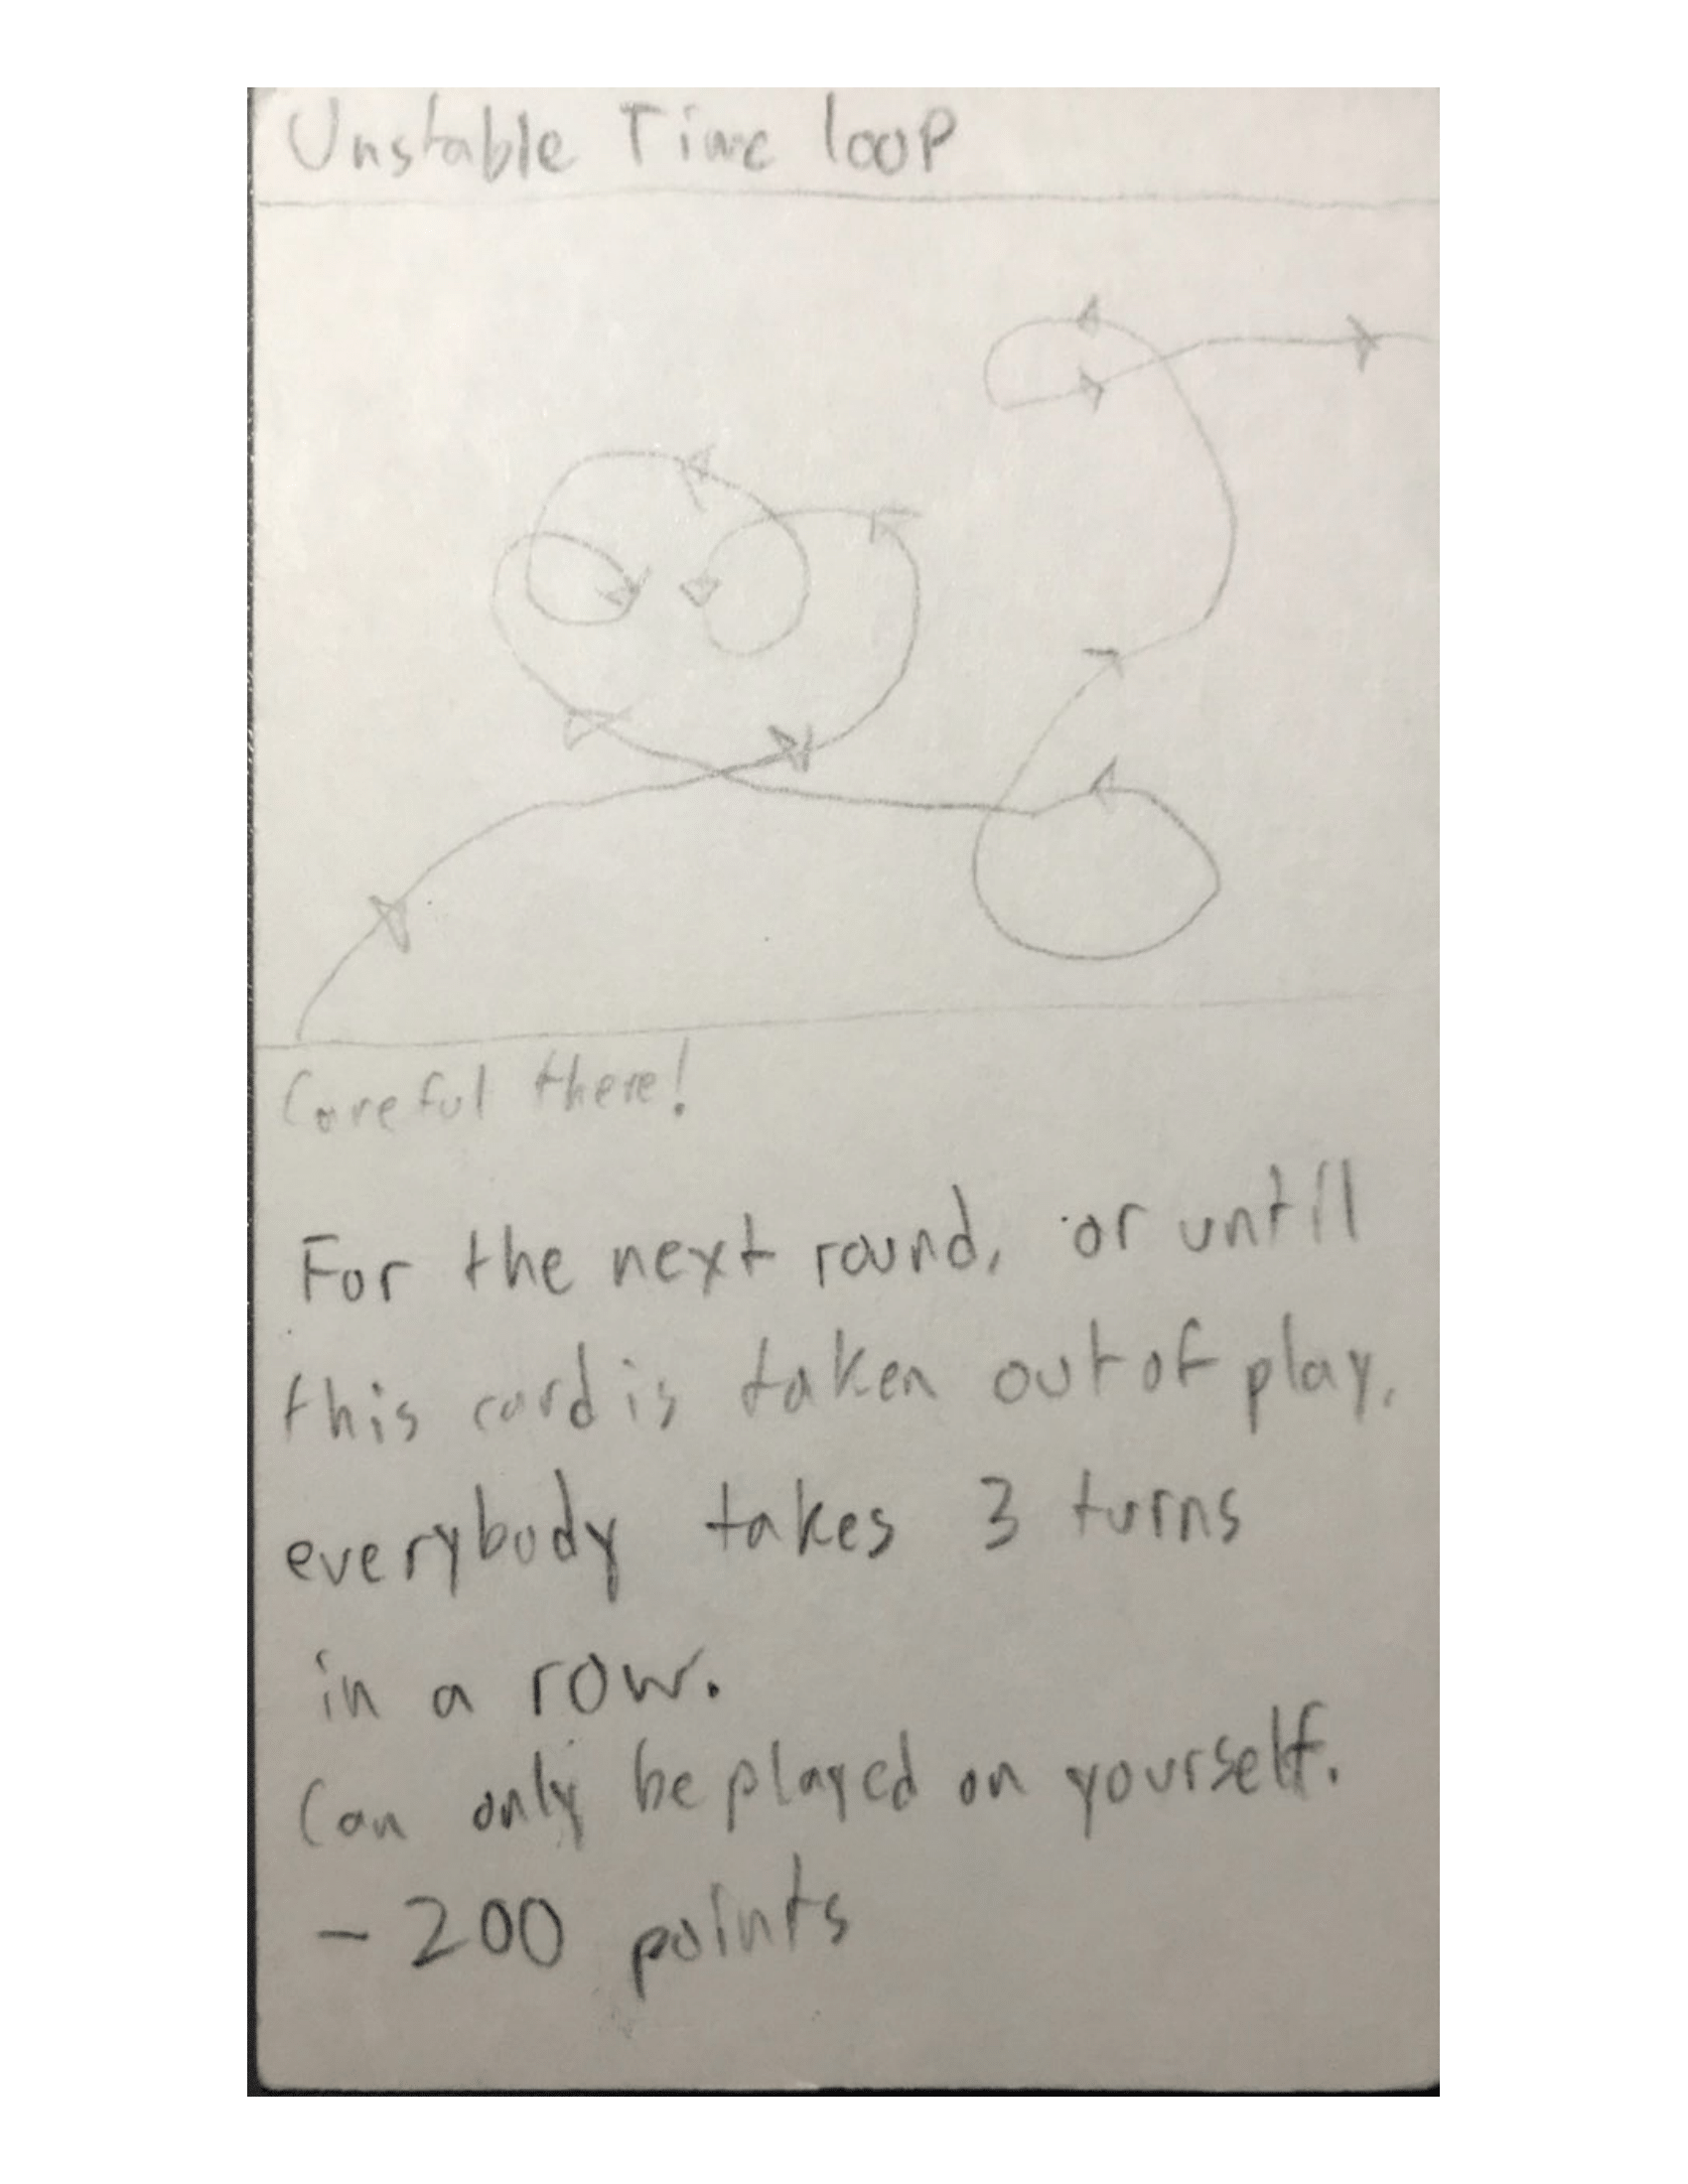 Unstable Time loop
Careful there!
For the next round, or untill
this card is taken out of play,
everybody takes 3 turns
in a row.
Can only be played on yourself.
- 200 points